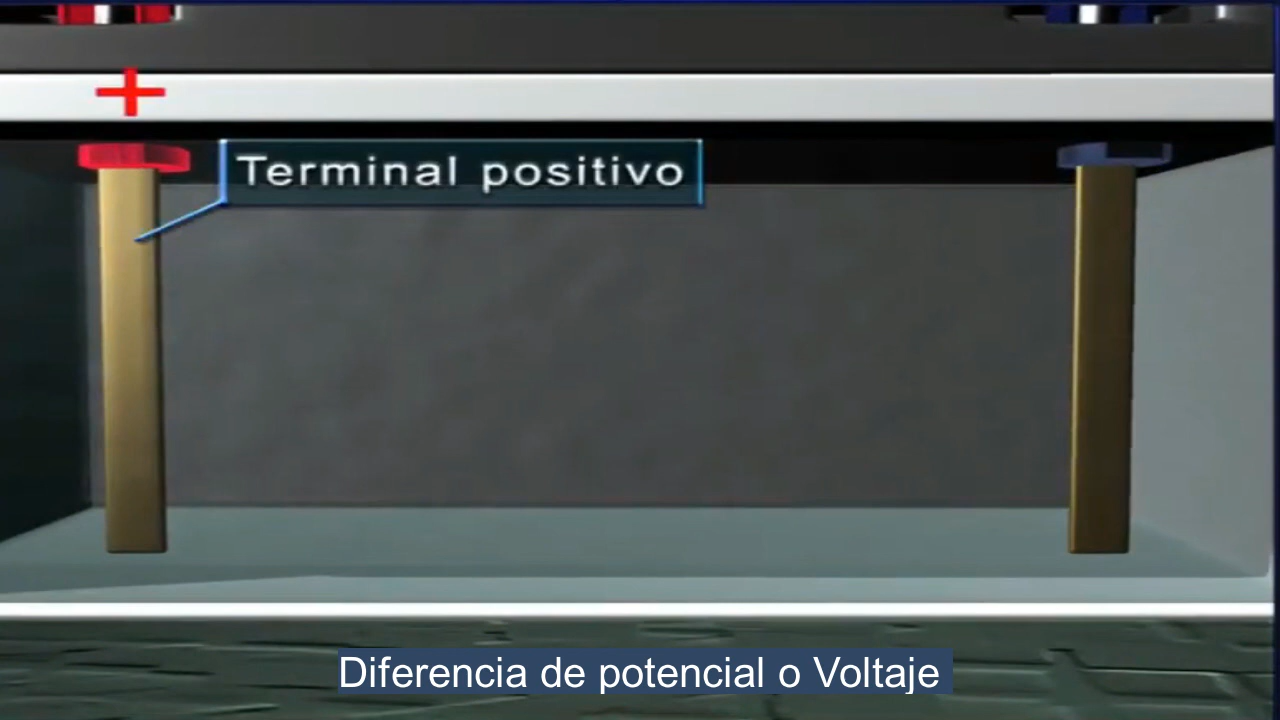 +
Terminal positivo
Diferencia de potencial o Voltaje